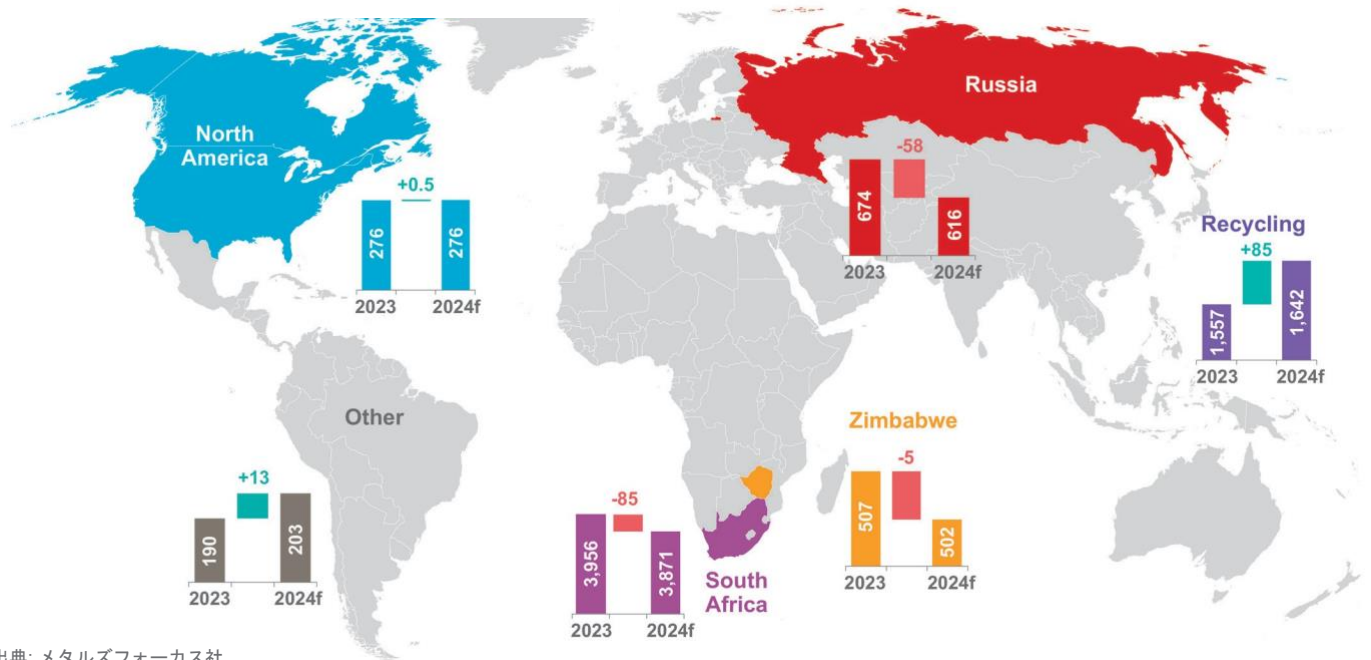 Russia
North
America
-58
674
616
2023
2024f
+0.5
276
276
2023
2024f
Recycling
+85
1,557
1,642
2023
2024f
Other
+13
190
203
2023
2024f
Zimbabwe
-5
507
502
2023
2024f
-85
3,956
3,871
2023
2024f
South
Africa
出典: メタルズフォーカス社